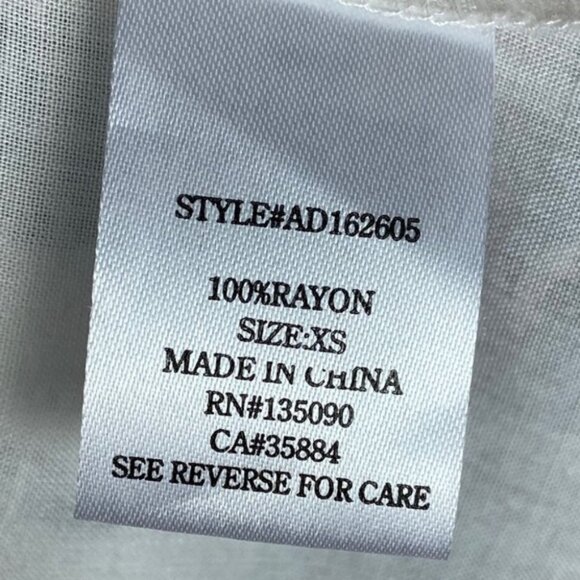 STYLE#AD162605
100%RAYON
SIZE:XS
MADE IN CHINA
RN#135090
CA#35884
SEE REVERSE FOR CARE